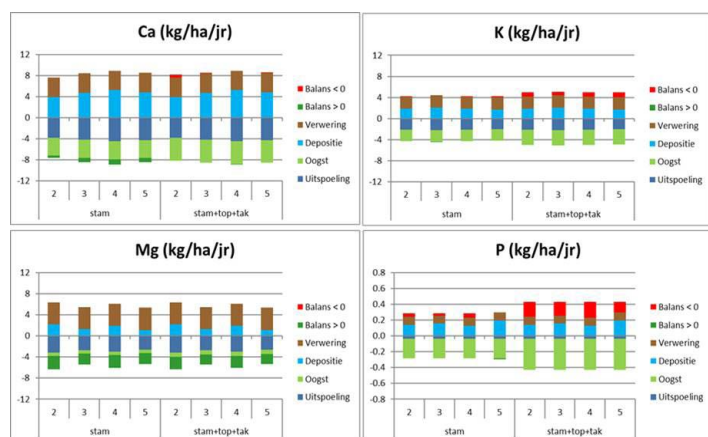 Ca (kg/ha/jr)
12
8
4
0
-4
-8
-12
2 3 4 5 2 3 4 5
stam stam+top+tak
Balans < 0
Balans > 0
Verwering
Depositie
Oogst
Uitspoeling
K (kg/ha/jr)
12
8
4
0
-4
-8
-12
2 3 4 5 2 3 4 5
stam stam+top+tak
Balans < 0
Balans > 0
Verwering
Depositie
Oogst
Uitspoeling
Mg (kg/ha/jr)
12
8
4
0
-4
-8
-12
2 3 4 5 2 3 4 5
stam stam+top+tak
Balans < 0
Balans > 0
Verwering
Depositie
Oogst
Uitspoeling
P (kg/ha/jr)
0.8
0.6
0.4
0.2
0.0
-0.2
-0.4
-0.6
-0.8
2 3 4 5 2 3 4 5
stam stam+top+tak
Balans < 0
Balans > 0
Verwering
Depositie
Oogst
Uitspoeling